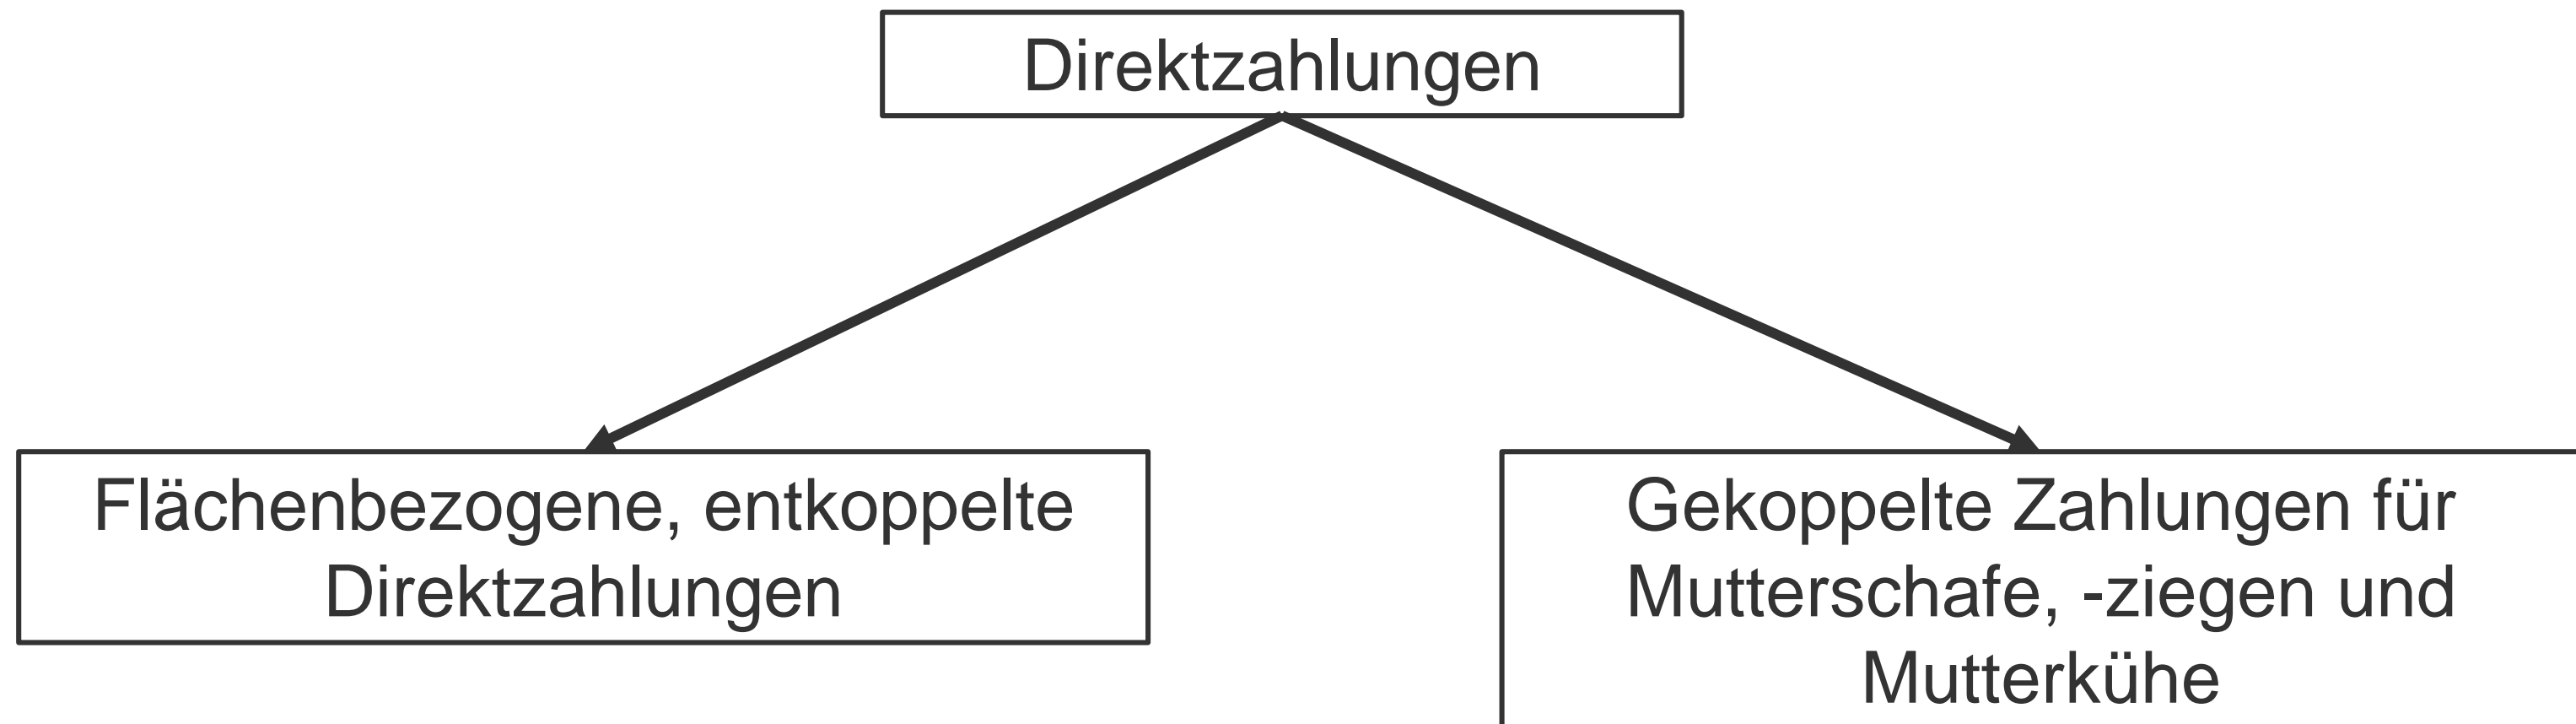 Direktzahlungen
Flächenbezogene, entkoppelte
Direktzahlungen
Gekoppelte Zahlungen für
Mutterschafe, -ziegen und
Mutterkühe